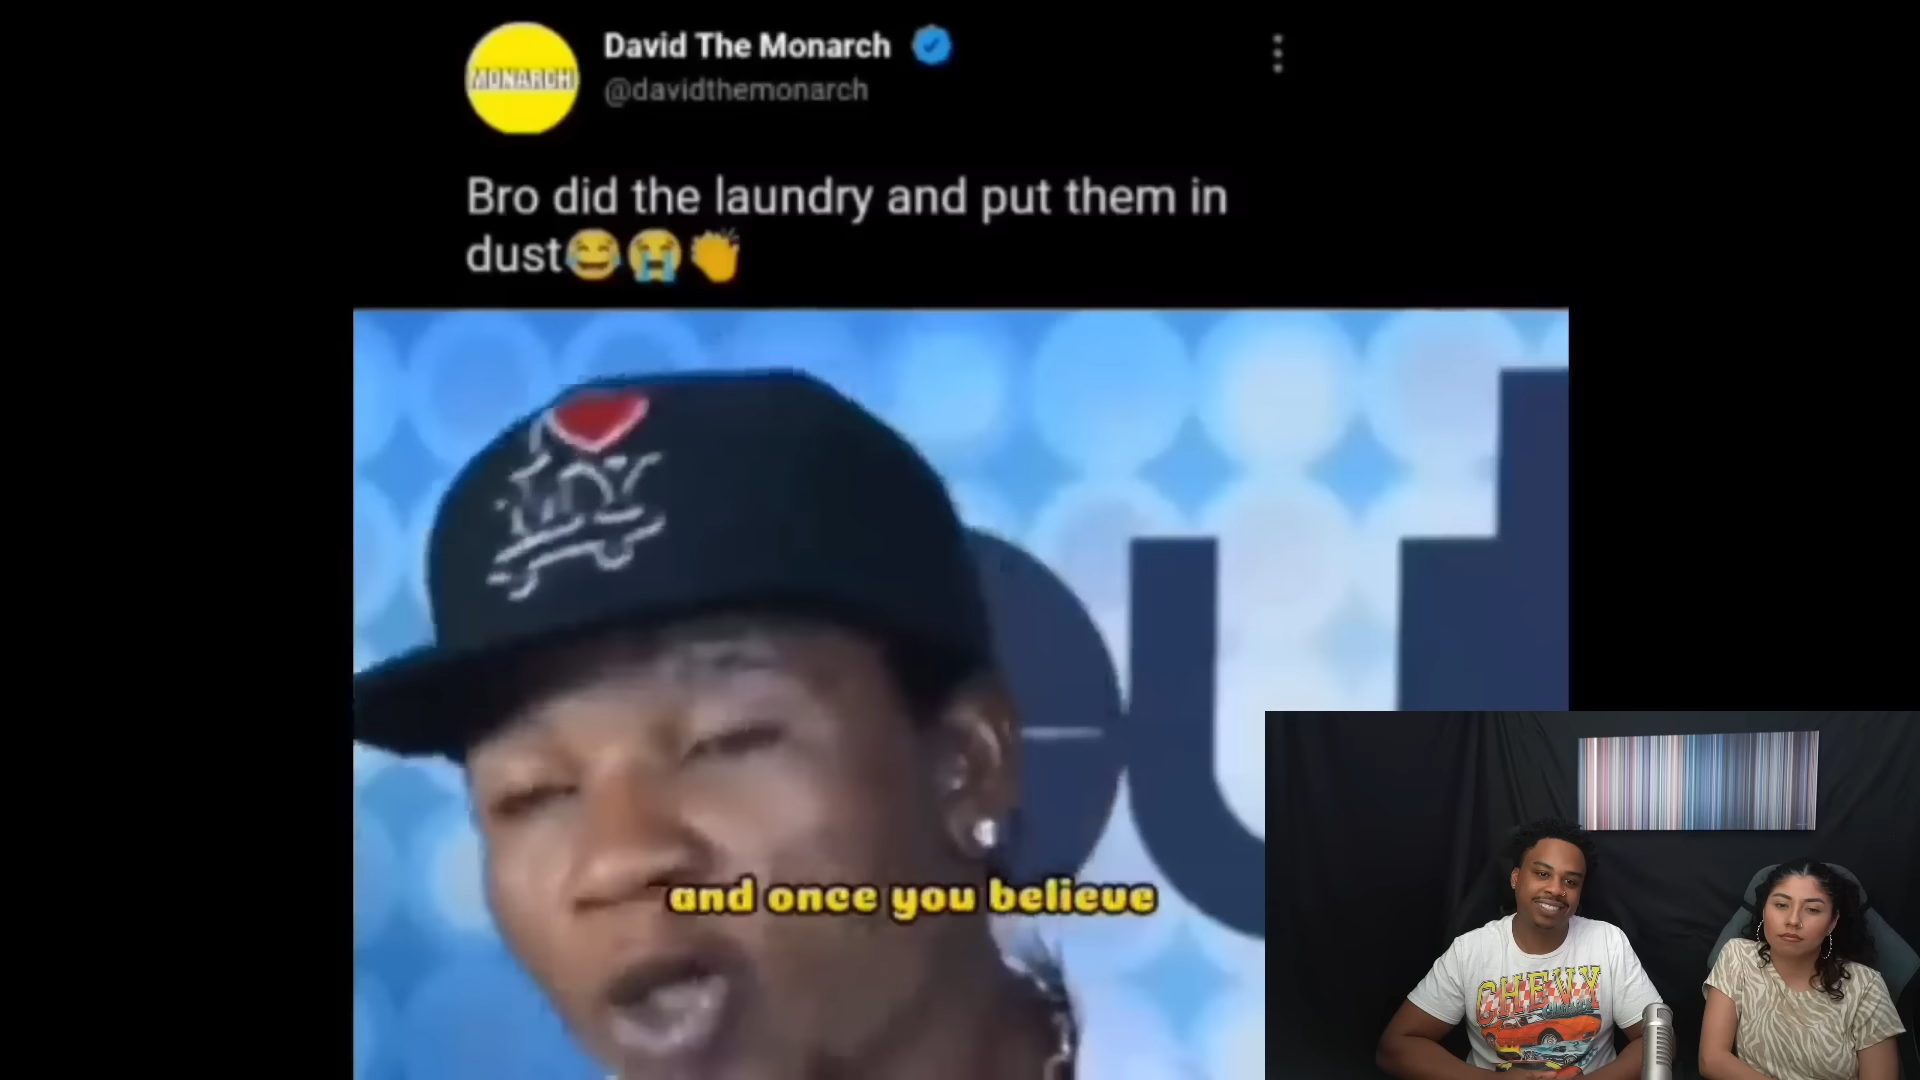 David The Monarch
MONARCH
@davidthemonarch
Bro did the laundry and put them in
dust😂😭👏
and once you believe
CHEVY